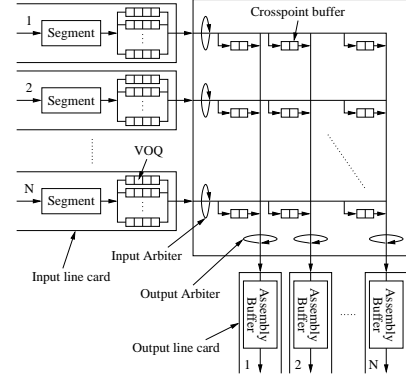 Crosspoint buffer
1
Segment
2
Segment
VOQ
N
Segment
Input line card
Input Arbiter
Output Arbiter
Output line card
Assembly
Buffer
Assembly
Buffer
Assembly
Buffer
1
2
N